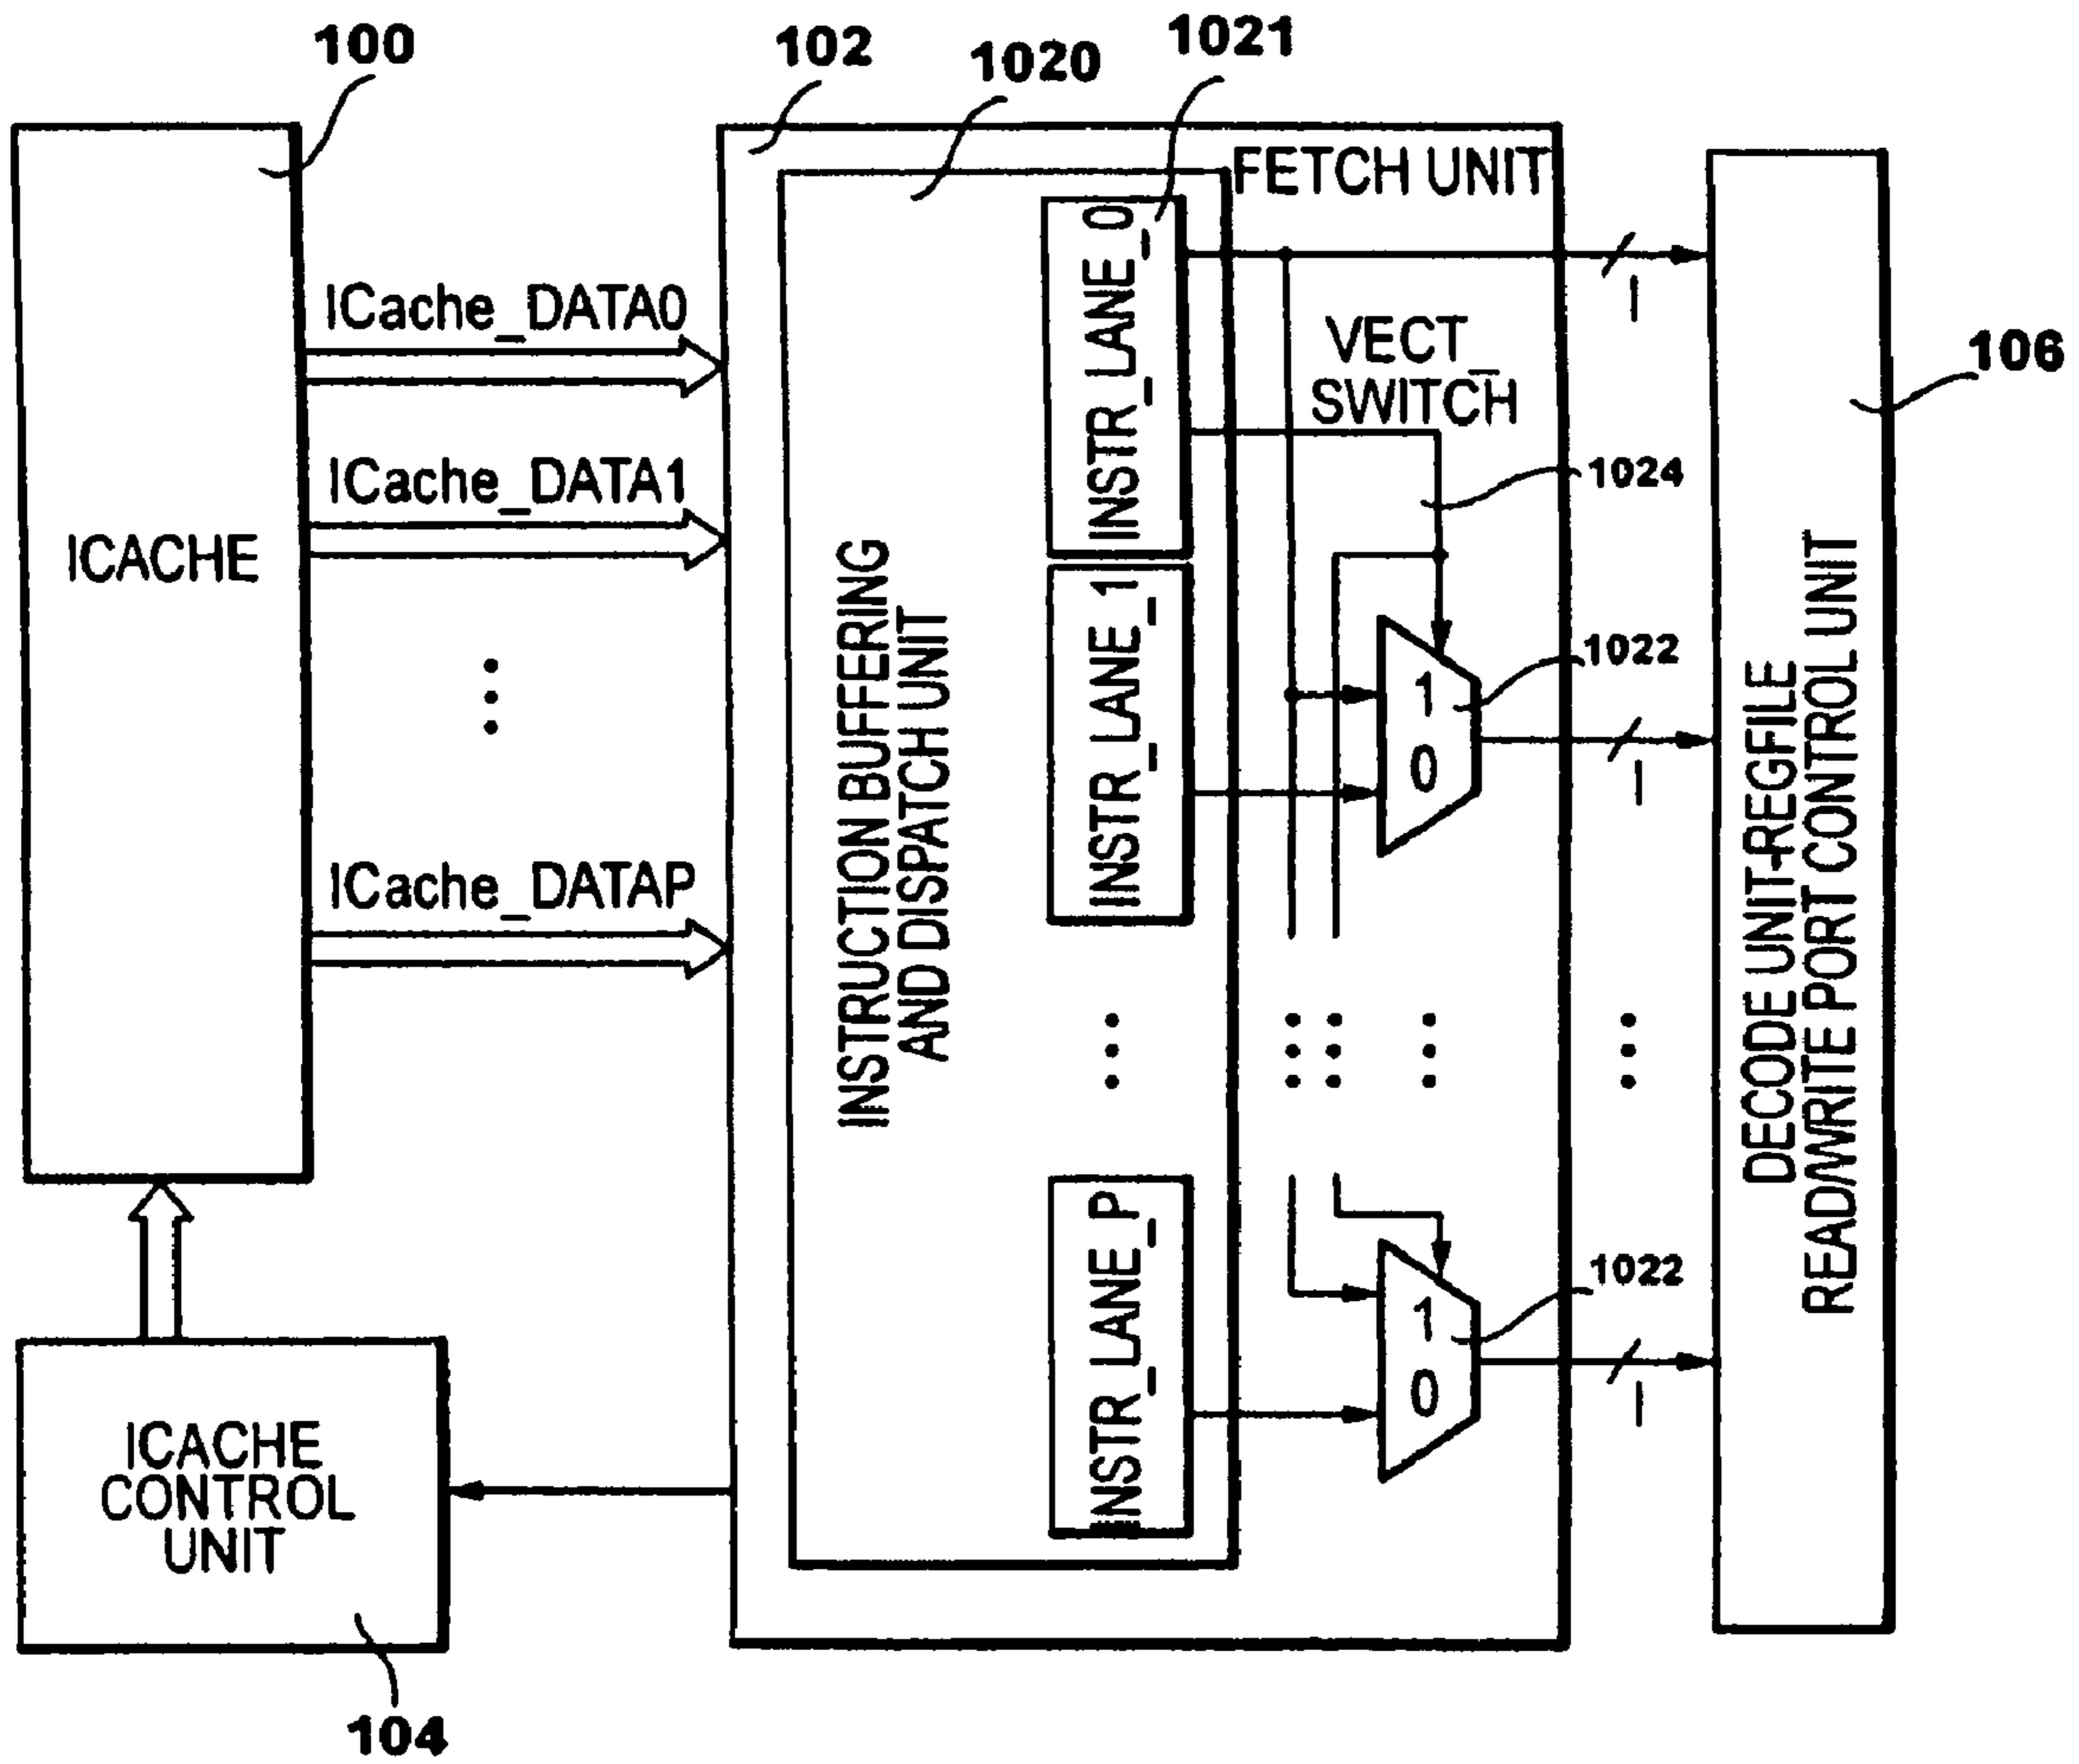 100
102
1020
1021
FETCH UNIT
ICache_DATA0
ICache_DATA1
ICACHE
ICache_DATAP
INSTRUCTION BUFFERING
AND DISPATCH UNIT
INSTR_LANE_0
INSTR_LANE_1
INSTR_LANE_P
VECT_
SWITCH
1024
1
0
1022
1
0
1022
I
I
I
106
DECODE UNIT-REGFILE
READ/WRITE PORT CONTROL UNIT
ICACHE
CONTROL
UNIT
104